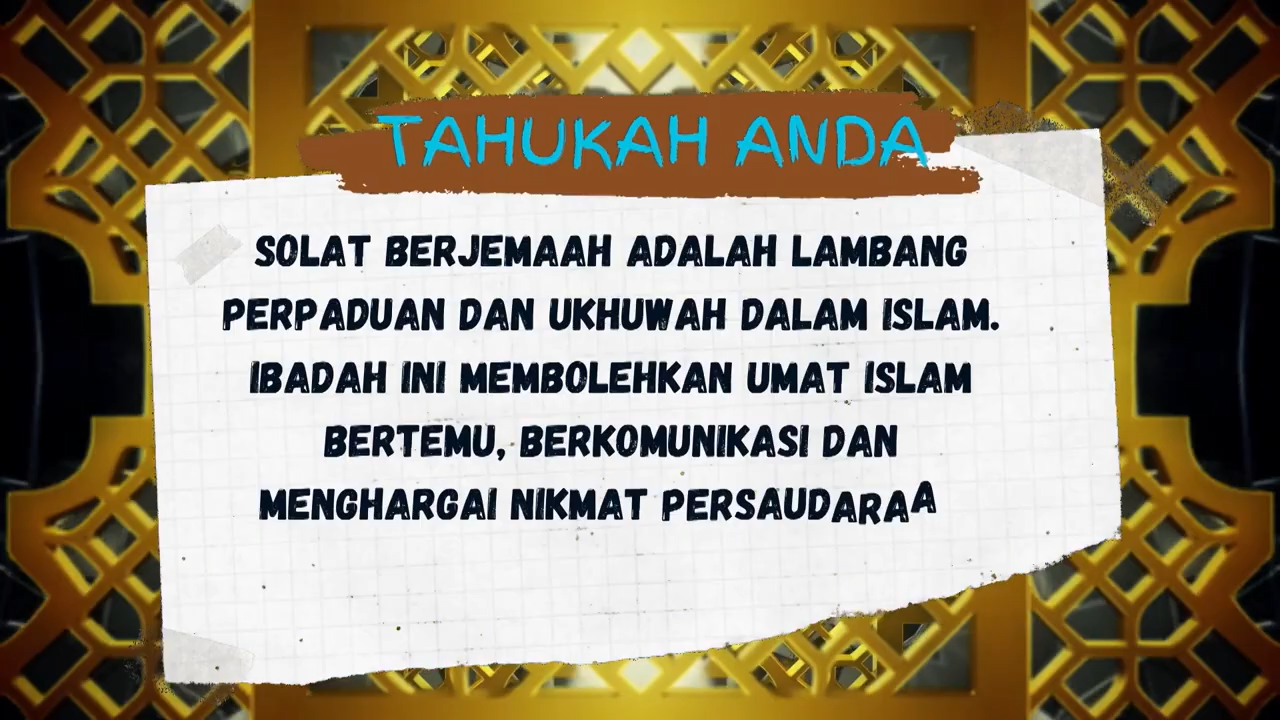 TAHUKAH ANDA
SOLAT BERJEMAAH ADALAH LAMBANG
PERPADUAN DAN UKHUWAH DALAM ISLAM.
IBADAH INI MEMBOLEHKAN UMAT ISLAM
BERTEMU, BERKOMUNIKASI DAN
MENGHARGAI NIKMAT PERSAUDARAA